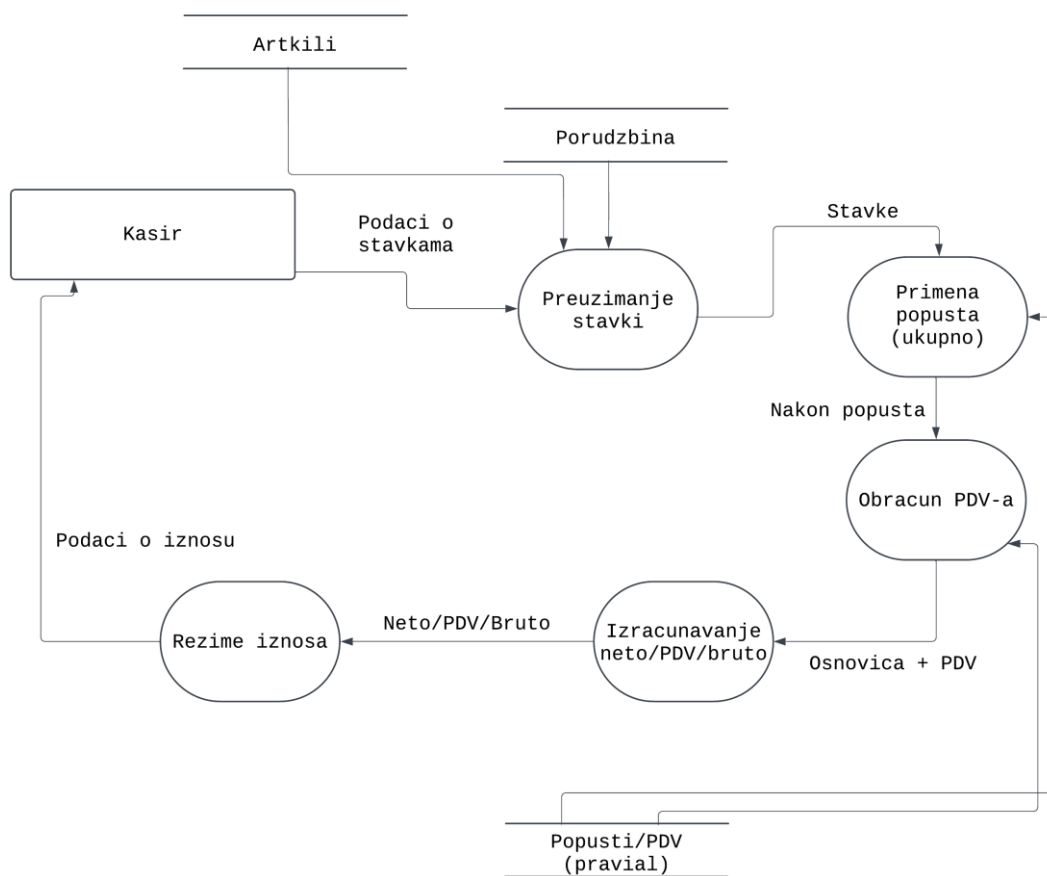 Artkili
Porudzbina
Kasir
Podaci o
stavkama
Preuzimanje
stavki
Stavke
Primena
popusta
(ukupno)
Nakon popusta
Obracun PDV-a
Osnovica + PDV
Izracunavanje
neto/PDV/bruto
Neto/PDV/Bruto
Rezime iznosa
Podaci o iznosu
Popusti/PDV
(pravial)